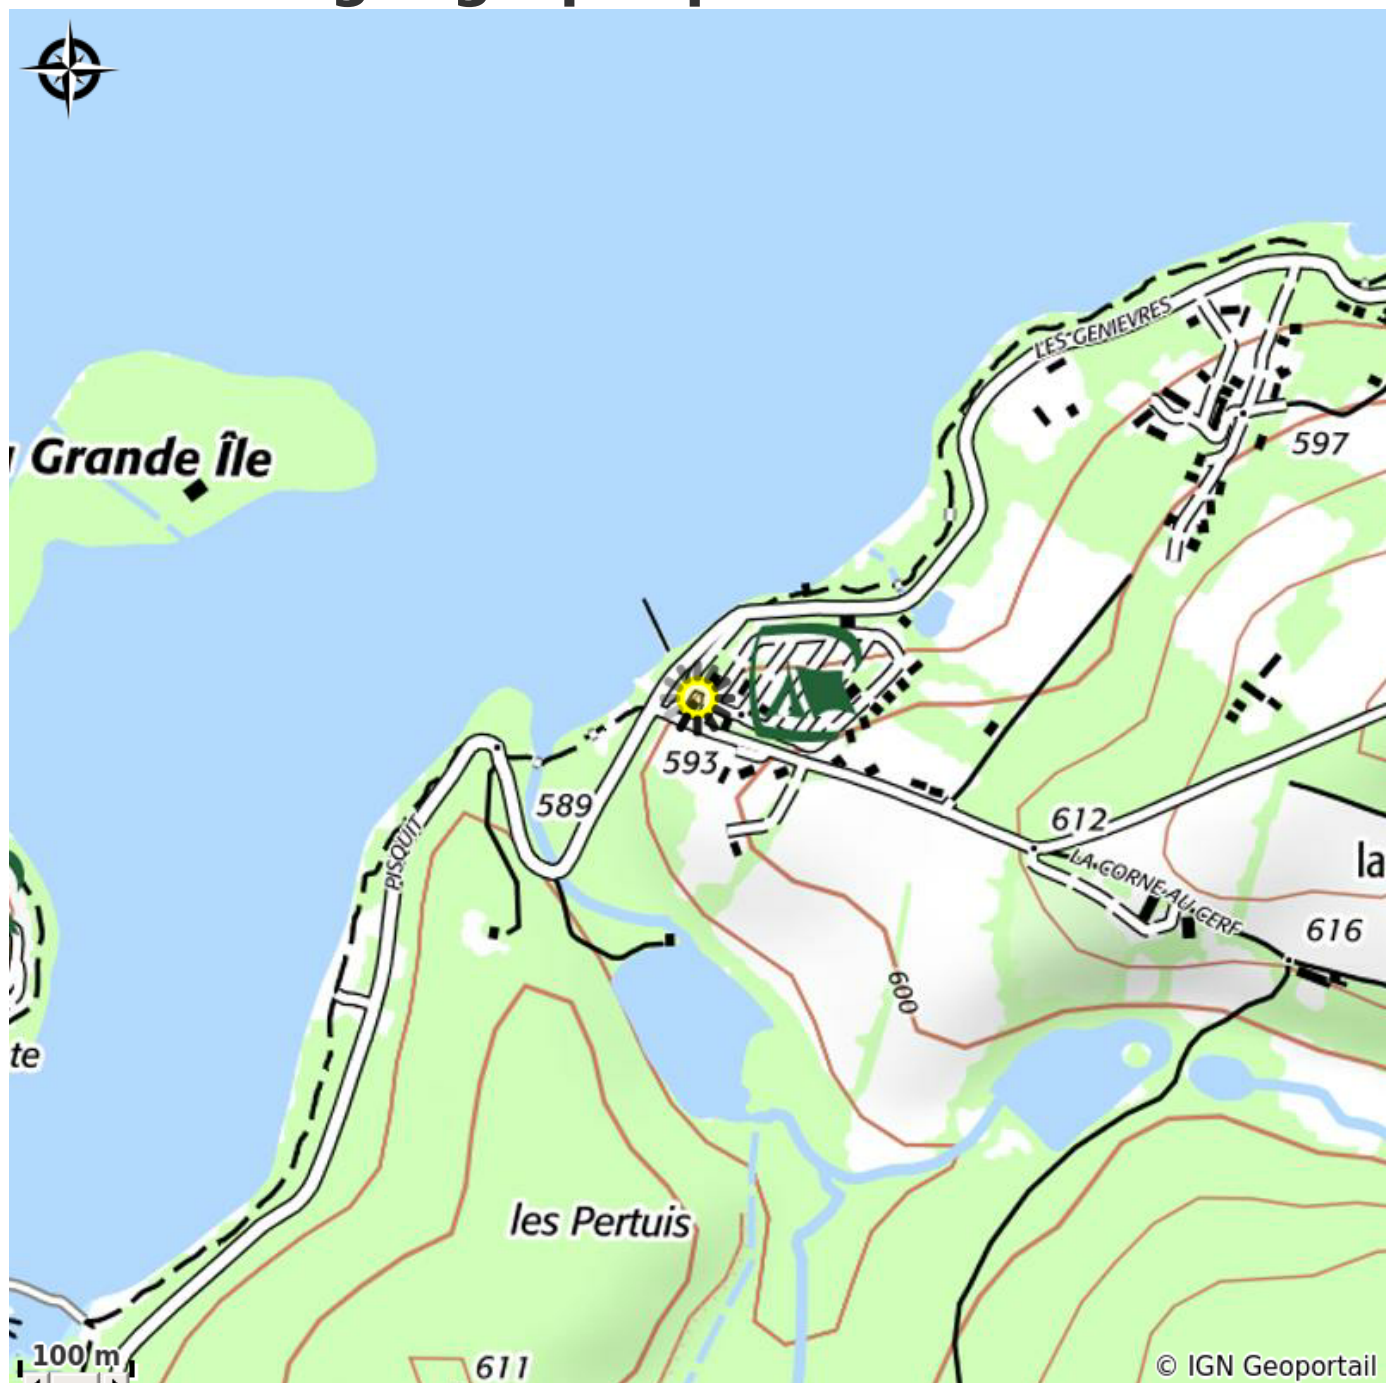 LES GENIEVRES
597
Grande Île
593
589
612
PISQUIT
LA CORNE AU CERF
la
616
600
te
les Pertuis
100 m
611
© IGN Geoportail